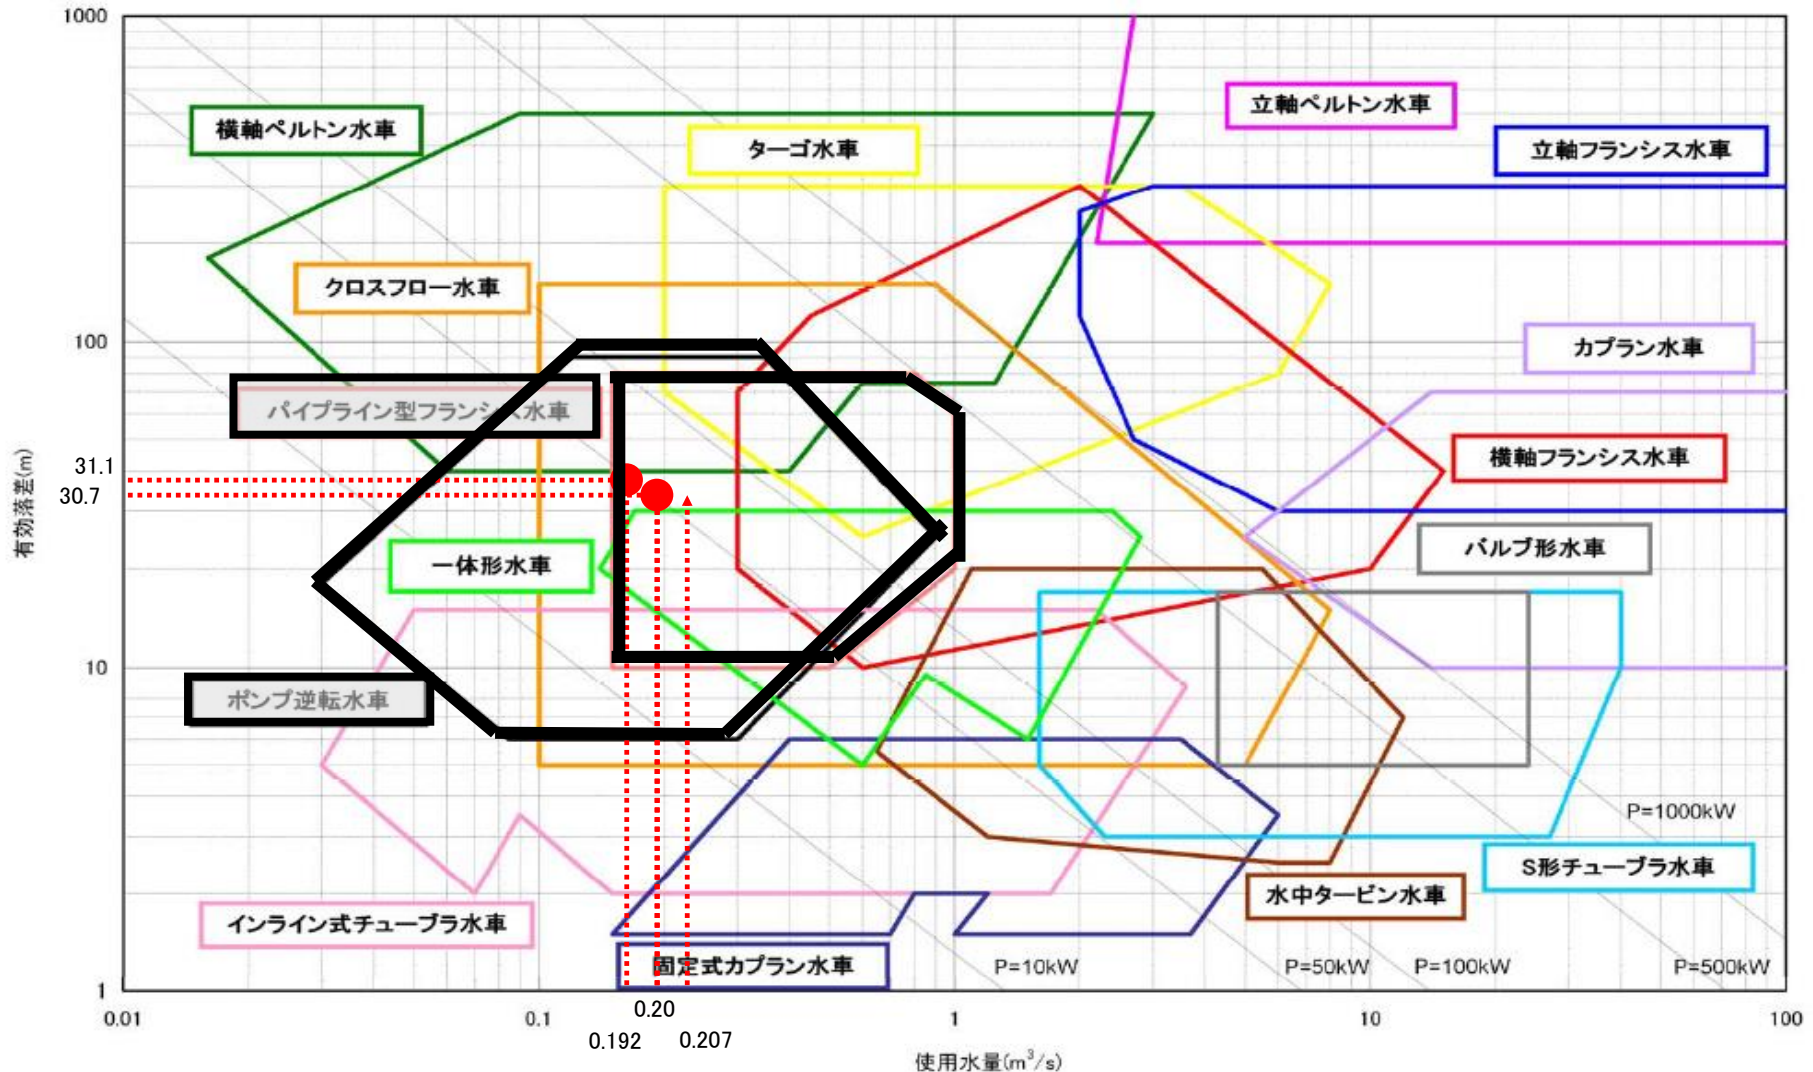 1000
立軸ペルトン水車
横軸ペルトン水車
ターゴ水車
立軸フランシス水車
クロスフロー水車
100
カプラン水車
パイプライン型フランシス水車
31.1
横軸フランシス水車
30.7
有効落差(m)
バルブ形水車
一体形水車
10
ポンプ逆転水車
P=1000kW
S形チューブラ水車
水中タービン水車
インライン式チューブラ水車
固定式カプラン水車
P=10kW
P=50kW
P=100kW
P=500kW
1
0.01
0.1
0.20
1
10
100
0.192
0.207
使用水量(m³/s)